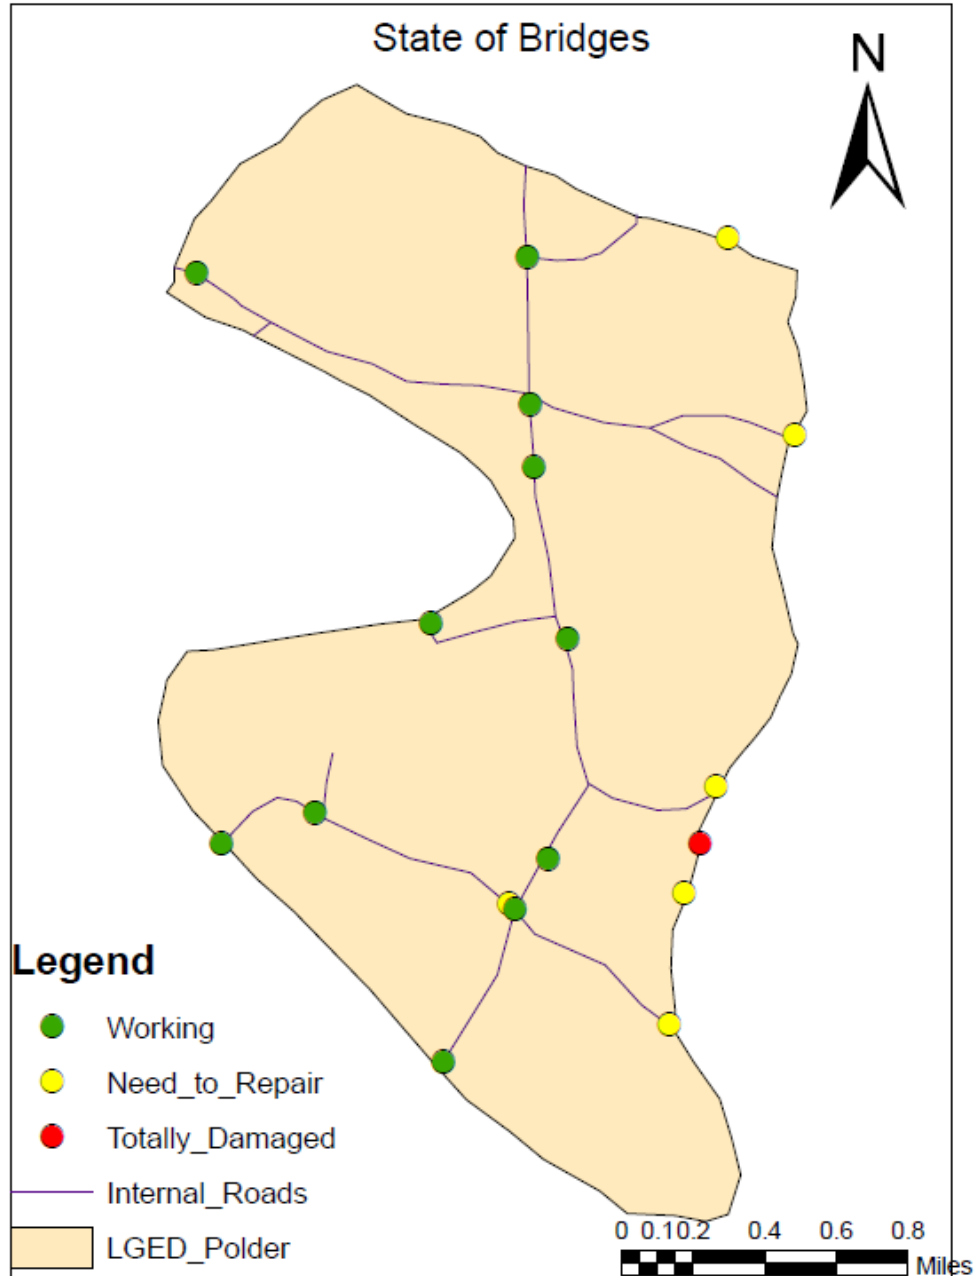 State of Bridges
N
Legend
Working
Need_to_Repair
Totally_Damaged
Internal_Roads
LGED_Polder
0 0.10.2 0.4 0.6 0.8
Miles